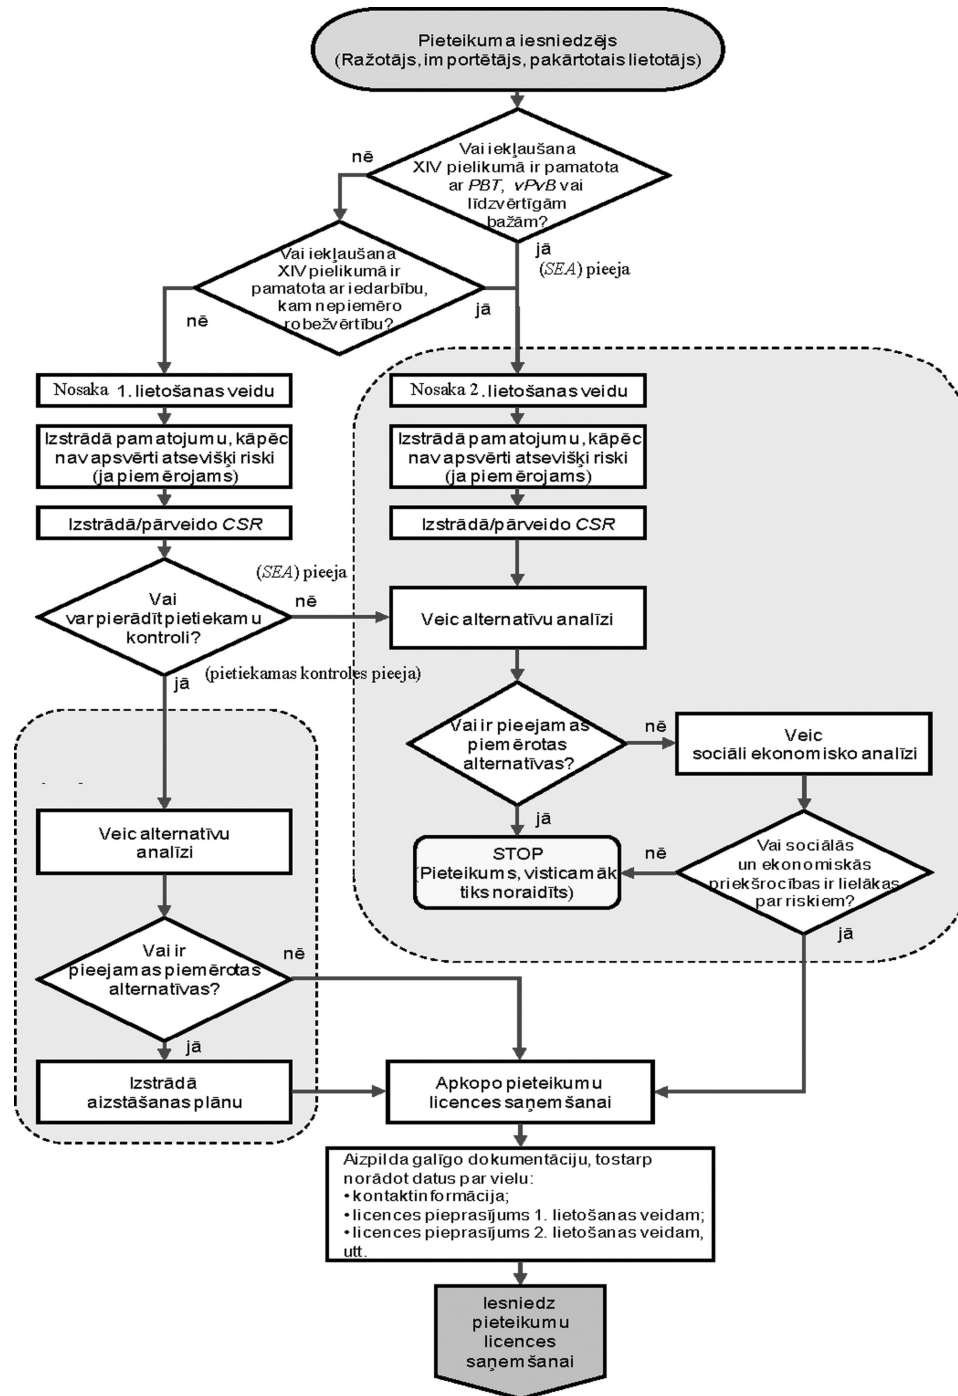 Pieteikuma iesniedzējs
(Ražotājs, importētājs, pakārtotais lietotājs)
Vai iekļaušana
XIV pielikumā ir pamatota
ar PBT, vPvB vai
līdzvērtīgām
bažām?
nē
jā
(SEA) pieeja
Vai iekļaušana
XIV pielikumā ir
pamatota ar iedarbību,
kam nepiemēro
robežvērtību?
nē
jā
Nosaka 1. lietošanas veidu
Izstrādā pamatojumu, kāpēc
nav apsvērti atsevišķi riski
(ja piemērojams)
Izstrādā/pārveido CSR
Vai
var pierādīt pietiekamu
kontroli?
(SEA) pieeja
nē
jā
(pietiekamas kontroles pieeja)
Nosaka 2. lietošanas veidu
Izstrādā pamatojumu, kāpēc
nav apsvērti atsevišķi riski
(ja piemērojams)
Izstrādā/pārveido CSR
Veic alternatīvu analīzi
Vai ir pieejamas
piemērotas
alternatīvas?
nē
jā
Veic
sociāli ekonomisko analīzi
STOP
(Pieteikums, visticamāk
tiks noraidīts)
nē
Vai sociālās
un ekonomiskās
priekšrocības ir lielākas
par riskiem?
jā
Veic alternatīvu
analīzi
Vai ir
pieejamas piemērotas
alternatīvas?
nē
jā
Izstrādā
aizstāšanas plānu
Apkopo pieteikumu
licences saņemšanai
Aizpilda galīgo dokumentāciju, tostarp
norādot datus par vielu:
• kontaktinformācija;
• licences pieprasījums 1. lietošanas veidam;
• licences pieprasījums 2. lietošanas veidam,
utt.
Iesniedz
pieteikumu
licences
saņemšanai